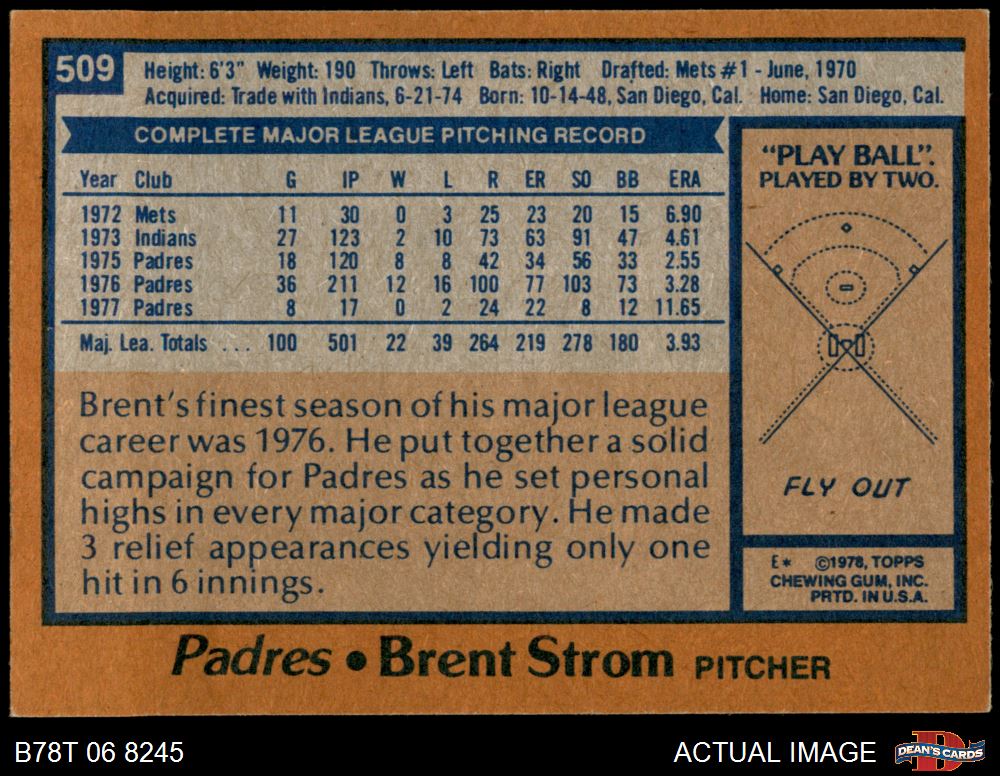 509
Height: 6'3" Weight: 190 Throws: Left Bats: Right Drafted: Mets #1 - June, 1970
Acquired: Trade with Indians, 6-21-74 Born: 10-14-48, San Diego, Cal. Home: San Diego, Cal.
COMPLETE MAJOR LEAGUE PITCHING RECORD
Year Club G IP W L R ER SO BB ERA
1972 Mets 11 30 0 3 25 23 20 15 6.90
1973 Indians 27 123 2 10 73 63 91 47 4.61
1975 Padres 18 120 8 8 42 34 56 33 2.55
1976 Padres 36 211 12 16 100 77 103 73 3.28
1977 Padres 8 17 0 2 24 22 8 12 11.65
Maj. Lea. Totals ... 100 501 22 39 264 219 278 180 3.93
Brent's finest season of his major league
career was 1976. He put together a solid
campaign for Padres as he set personal
highs in every major category. He made
3 relief appearances yielding only one
hit in 6 innings.
"PLAY BALL".
PLAYED BY TWO.
FLY OUT
E* ©1978, TOPPS
CHEWING GUM, INC.
PRTD. IN U.S.A.
Padres • Brent Strom PITCHER
B78T 06 8245
ACTUAL IMAGE
D
DEAN'S CARDS